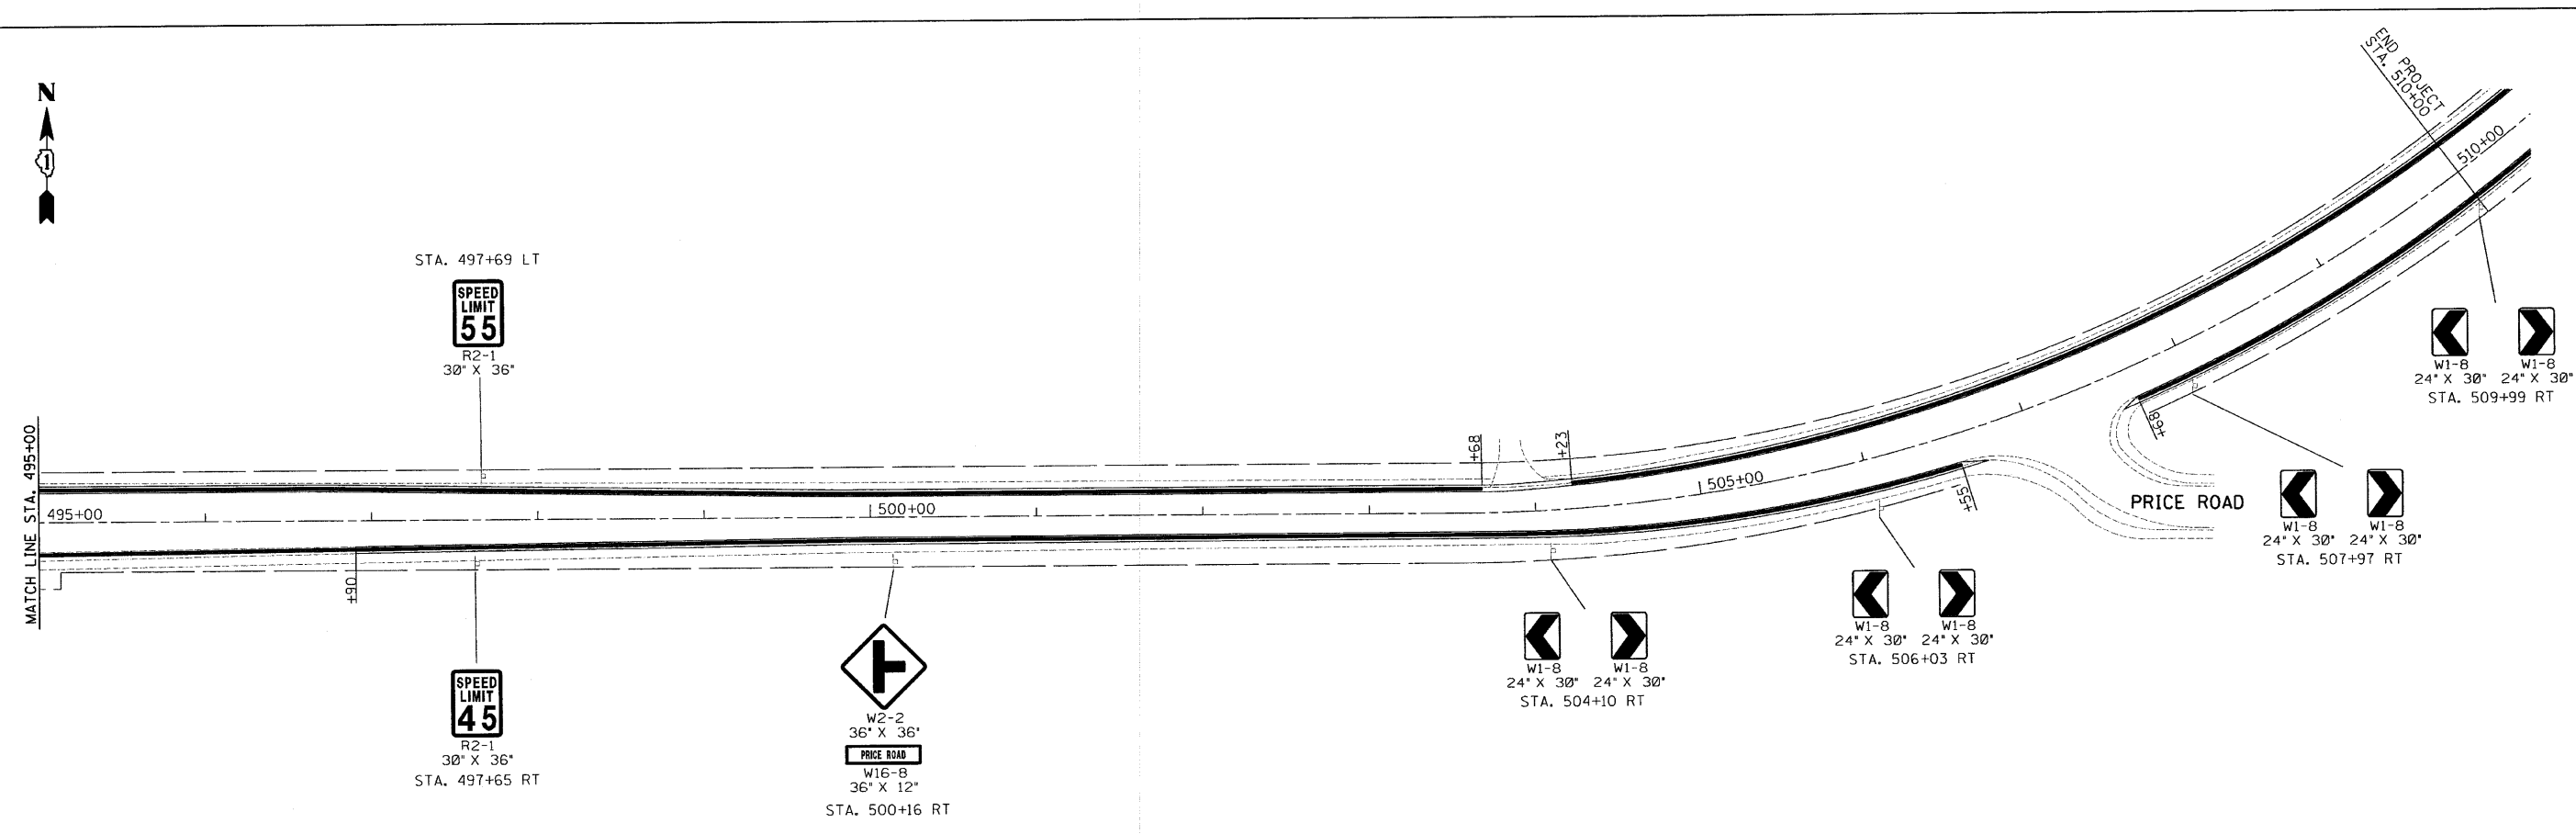 END PROJECT
STA. 510+00
510+00
N
1
STA. 497+69 LT
SPEED
LIMIT
55
R2-1
30" X 36"
MATCH LINE STA. 495+00
495+00
+90
SPEED
LIMIT
45
R2-1
30" X 36"
STA. 497+65 RT
500+00
W2-2
36" X 36"
PRICE ROAD
W16-8
36" X 12"
STA. 500+16 RT
+68
+23
505+00
W1-8 W1-8
24" X 30" 24" X 30"
STA. 504+10 RT
+55
W1-8 W1-8
24" X 30" 24" X 30"
STA. 506+03 RT
+68
PRICE ROAD
W1-8 W1-8
24" X 30" 24" X 30"
STA. 507+97 RT
W1-8 W1-8
24" X 30" 24" X 30"
STA. 509+99 RT